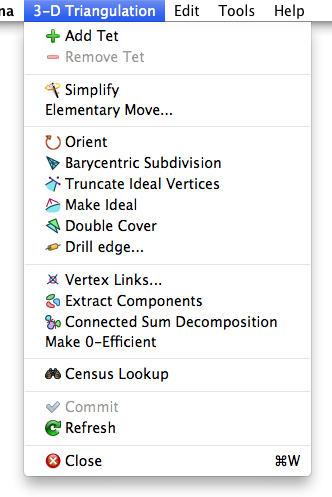 na 3-D Triangulation Edit Tools Help
Add Tet
Remove Tet
Simplify
Elementary Move...
Orient
Barycentric Subdivision
Truncate Ideal Vertices
Make Ideal
Double Cover
Drill edge...
Vertex Links...
Extract Components
Connected Sum Decomposition
Make 0-Efficient
Census Lookup
Commit
Refresh
Close ⌘W